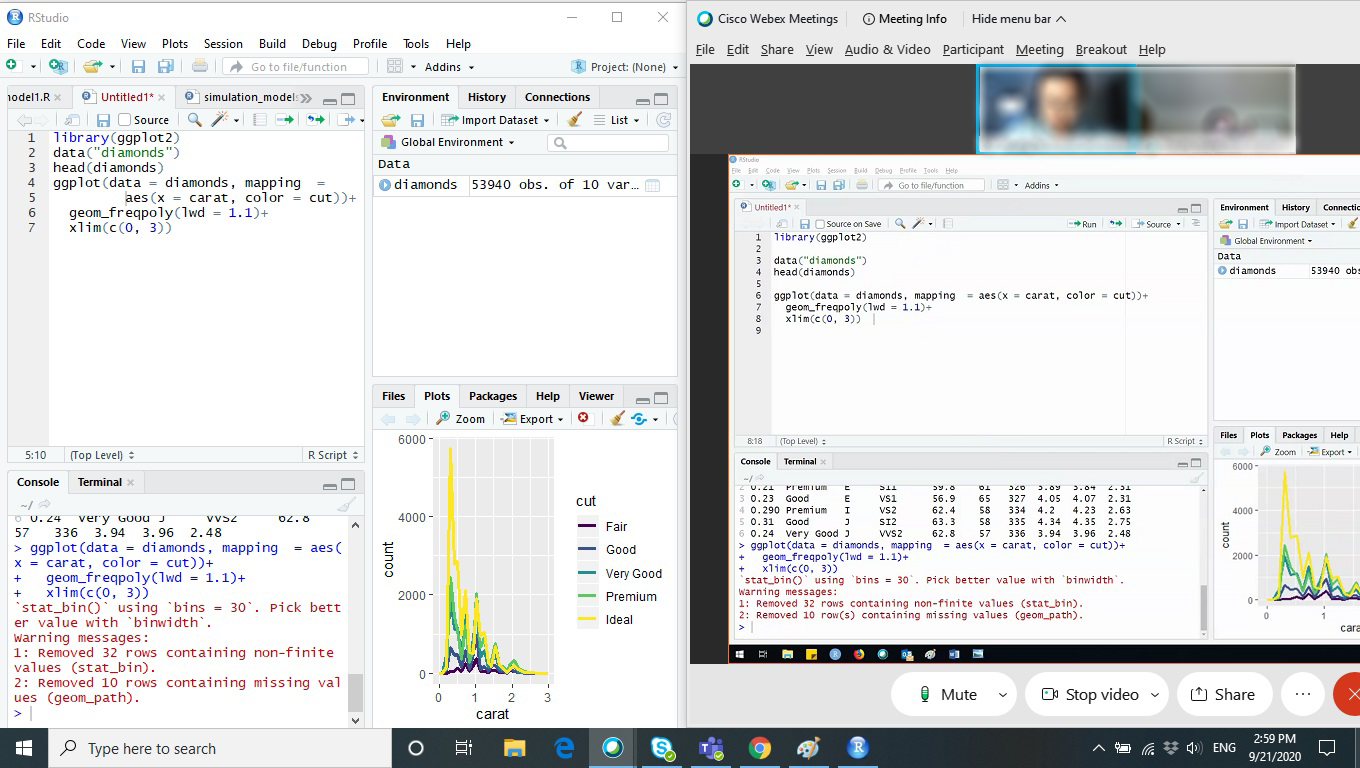 RStudio
File Edit Code View Plots Session Build Debug Profile Tools Help
Go to file/function Addins Project: (None)
nodel1.R Untitled1* simulation_models
Source
1 library(ggplot2)
2 data("diamonds")
3 head(diamonds)
4 ggplot(data = diamonds, mapping  =
5 aes(x = carat, color = cut))+
6 geom_freqpoly(lwd = 1.1)+
7 xlim(c(0, 3))
5:10 (Top Level) R Script
Console Terminal
~/
6 0.24 Very Good J VVS2 62.8
57 336 3.94 3.96 2.48
> ggplot(data = diamonds, mapping  = aes(
x = carat, color = cut))+
+ geom_freqpoly(lwd = 1.1)+
+ xlim(c(0, 3))
`stat_bin()` using `bins = 30`. Pick bett
er value with `binwidth`.
Warning messages:
1: Removed 32 rows containing non-finite
values (stat_bin).
2: Removed 10 rows containing missing val
ues (geom_path).
>
Environment History Connections
Import Dataset List
Global Environment
Data
diamonds 53940 obs. of 10 var...
Files Plots Packages Help Viewer
Zoom Export
6000
4000
2000
0
count
0 1 2 3
carat
cut
Fair
Good
Very Good
Premium
Ideal
Cisco Webex Meetings Meeting Info Hide menu bar
File Edit Share View Audio & Video Participant Meeting Breakout Help
RStudio
File Edit Code View Plots Session Build Debug Profile Tools Help
Go to file/function Addins
Untitled1*
Source on Save Run Source
1 library(ggplot2)
2
3 data("diamonds")
4 head(diamonds)
5
6 ggplot(data = diamonds, mapping  = aes(x = carat, color = cut))+
7 geom_freqpoly(lwd = 1.1)+
8 xlim(c(0, 3))
9
8:18 (Top Level) R Script
Console Terminal
~/
2 0.21 Premium E SI1 59.8 61 326 3.89 3.84 2.31
3 0.23 Good E VS1 56.9 65 327 4.05 4.07 2.31
4 0.290 Premium I VS2 62.4 58 334 4.2 4.23 2.63
5 0.31 Good J SI2 63.3 58 335 4.34 4.35 2.75
6 0.24 Very Good J VVS2 62.8 57 336 3.94 3.96 2.48
> ggplot(data = diamonds, mapping  = aes(x = carat, color = cut))+
+ geom_freqpoly(lwd = 1.1)+
+ xlim(c(0, 3))
`stat_bin()` using `bins = 30`. Pick better value with `binwidth`.
Warning messages:
1: Removed 32 rows containing non-finite values (stat_bin).
2: Removed 10 row(s) containing missing values (geom_path).
>
Environment History Connectio
Import Dataset
Global Environment
Data
diamonds 53940 obs
Files Plots Packages Help
Zoom Export
6000
4000
2000
0
count
0 1
cara
Mute Stop video Share
Type here to search
ENG
2:59 PM
9/21/2020